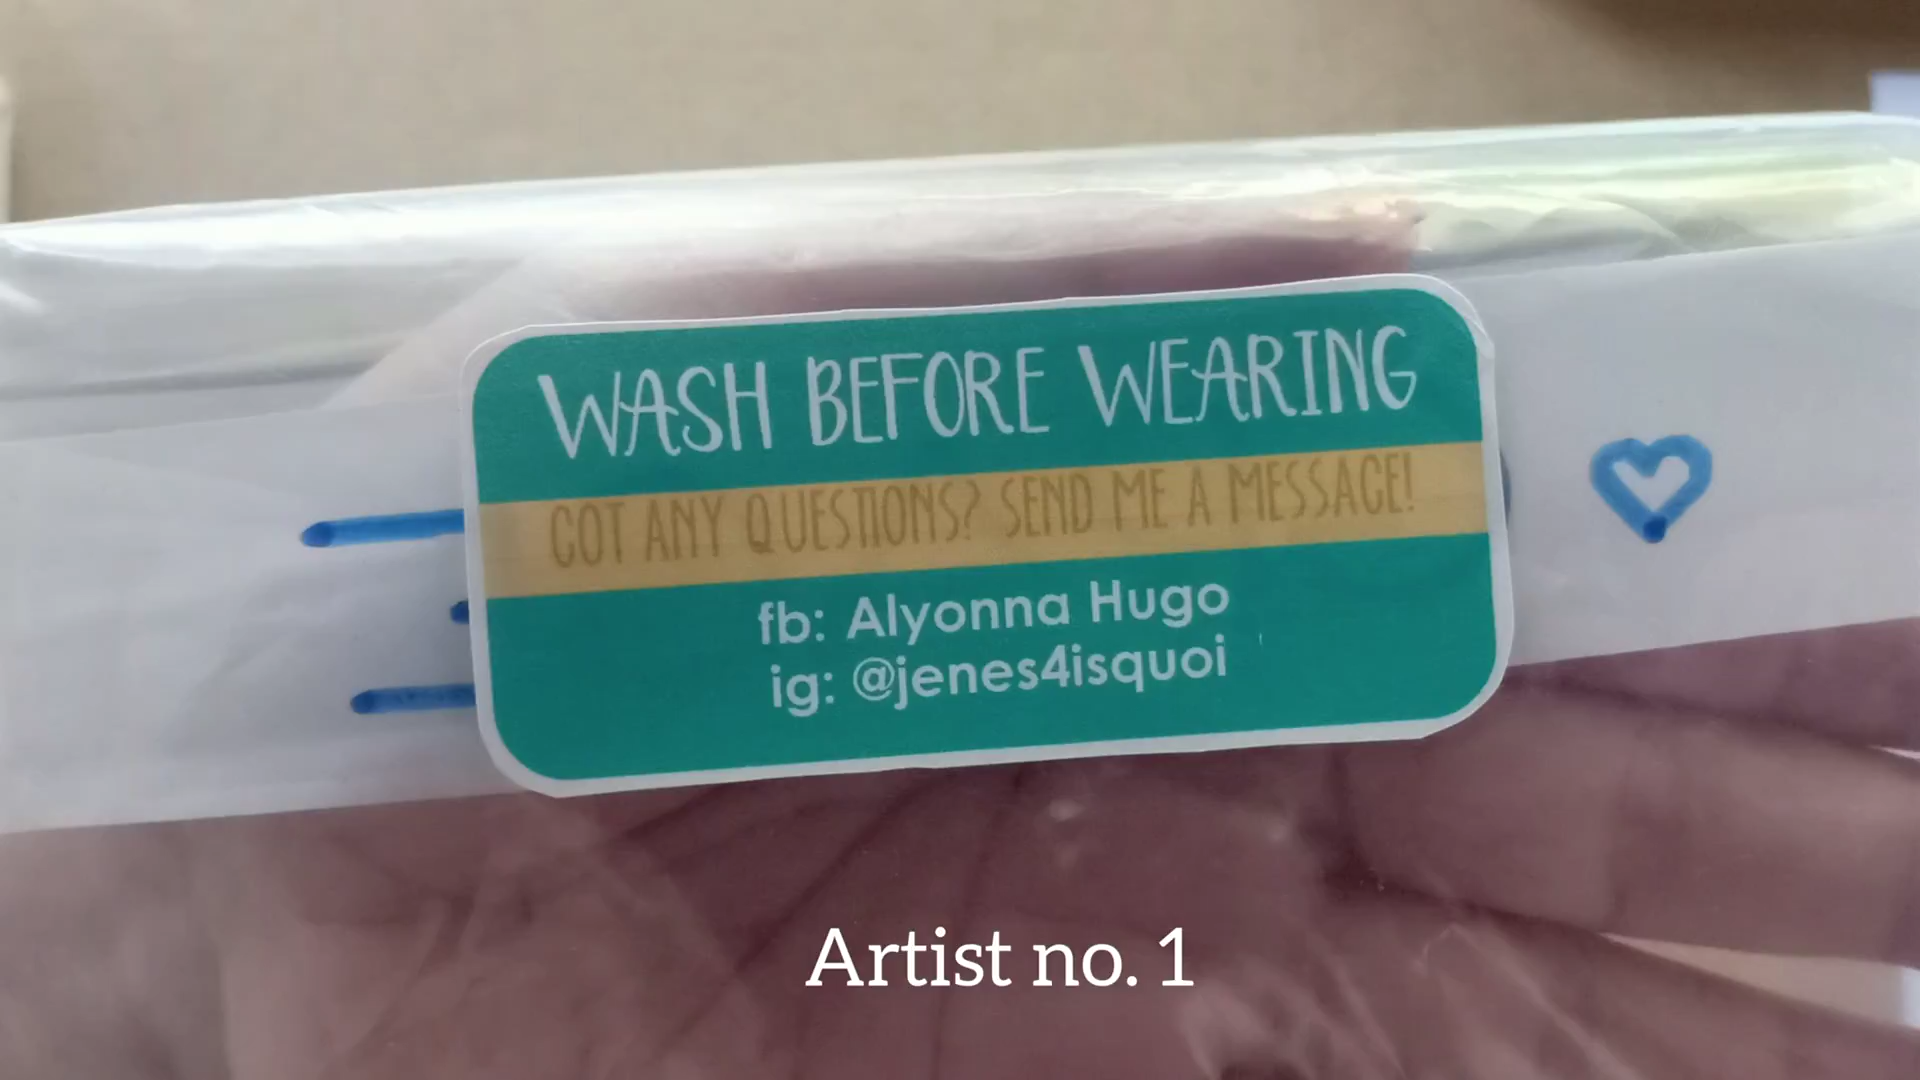 WASH BEFORE WEARING
GOT ANY QUESTIONS? SEND ME A MESSAGE!
fb: Alyonna Hugo
ig: @jenes4isquoi
Artist no. 1